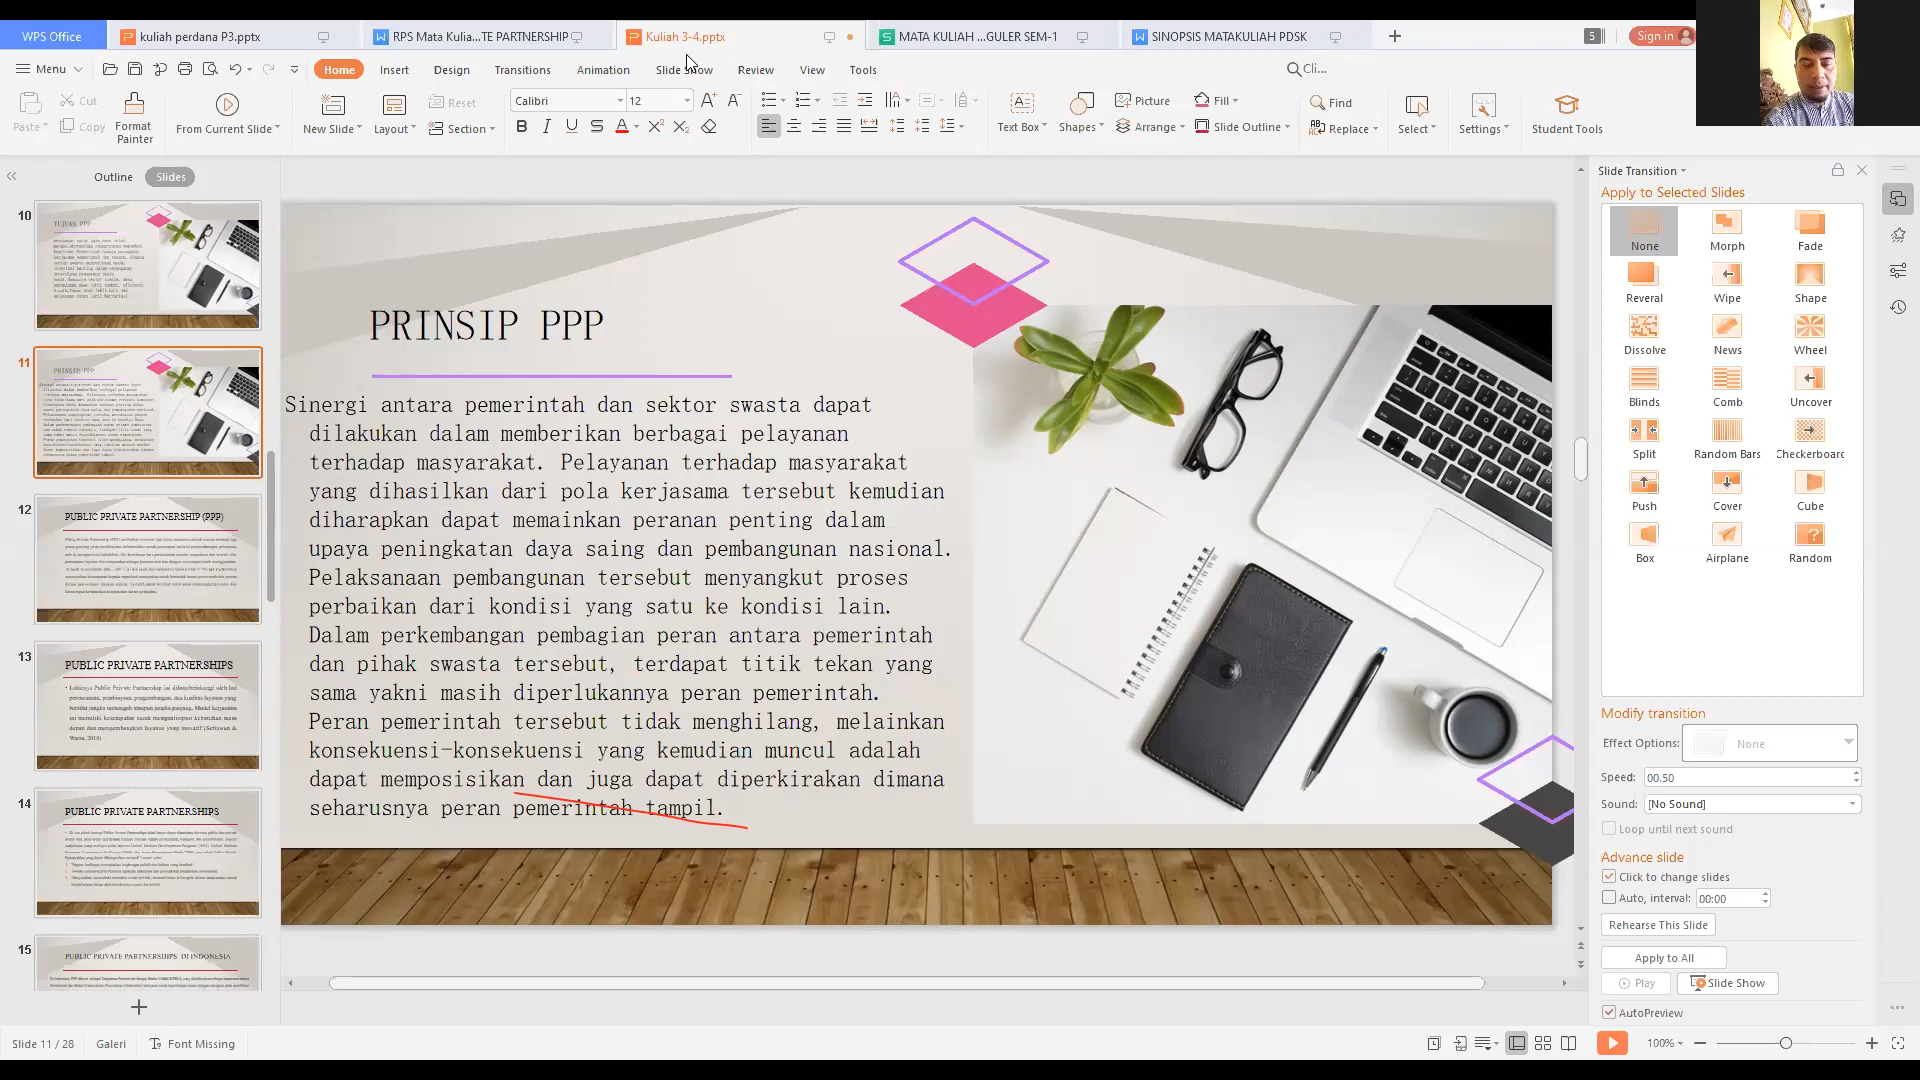 WPS Office
kuliah perdana P3.pptx
RPS Mata Kulia...TE PARTNERSHIP
Kuliah 3-4.pptx
MATA KULIAH ...GULER SEM-1
SINOPSIS MATAKULIAH PDSK
5
Sign in
Menu
Home
Insert
Design
Transitions
Animation
Slide Show
Review
View
Tools
Cli...
Paste
Cut
Copy
Format Painter
From Current Slide
New Slide
Layout
Reset
Section
Calibri
12
Text Box
Shapes
Picture
Arrange
Fill
Slide Outline
Find
Replace
Select
Settings
Student Tools
Outline
Slides
10
TUJUAN PPP
11
PRINSIP PPP
12
PUBLIC PRIVATE PARTNERSHIP (PPP)
13
PUBLIC PRIVATE PARTNERSHIPS
14
PUBLIC PRIVATE PARTNERSHIPS
15
PUBLIC PRIVATE PARTNERSHIPS DI INDONESIA
PRINSIP PPP
Sinergi antara pemerintah dan sektor swasta dapat
dilakukan dalam memberikan berbagai pelayanan
terhadap masyarakat. Pelayanan terhadap masyarakat
yang dihasilkan dari pola kerjasama tersebut kemudian
diharapkan dapat memainkan peranan penting dalam
upaya peningkatan daya saing dan pembangunan nasional.
Pelaksanaan pembangunan tersebut menyangkut proses
perbaikan dari kondisi yang satu ke kondisi lain.
Dalam perkembangan pembagian peran antara pemerintah
dan pihak swasta tersebut, terdapat titik tekan yang
sama yakni masih diperlukannya peran pemerintah.
Peran pemerintah tersebut tidak menghilang, melainkan
konsekuensi-konsekuensi yang kemudian muncul adalah
dapat memposisikan dan juga dapat diperkirakan dimana
seharusnya peran pemerintah tampil.
Slide Transition
Apply to Selected Slides
None
Morph
Fade
Reveral
Wipe
Shape
Dissolve
News
Wheel
Blinds
Comb
Uncover
Split
Random Bars
Checkerboard
Push
Cover
Cube
Box
Airplane
Random
Modify transition
Effect Options:
None
Speed:
00.50
Sound:
[No Sound]
Loop until next sound
Advance slide
Click to change slides
Auto, interval:
00:00
Rehearse This Slide
Apply to All
Play
Slide Show
AutoPreview
Slide 11 / 28
Galeri
Font Missing
100%